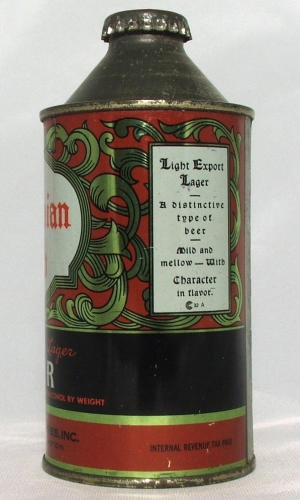 ian
Lager
R
ALCOHOL BY WEIGHT
INC.
Light Export
Lager
A distinctive
type of
beer
Mild and
mellow — With
Character
in flavor.
INTERNAL REVENUE TAX PAID